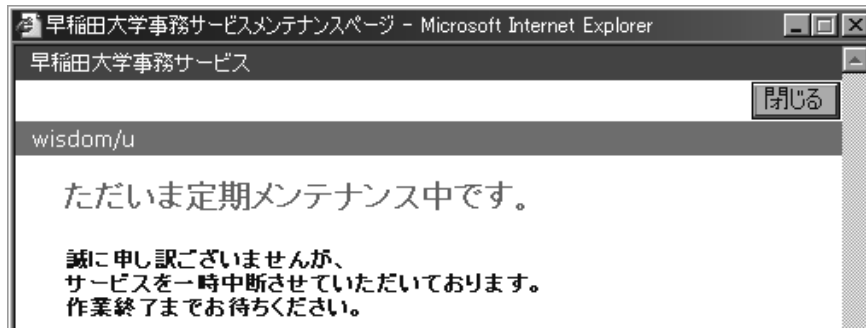 早稲田大学事務サービスメンテナンスページ - Microsoft Internet Explorer
早稲田大学事務サービス
閉じる
wisdom/u
ただいま定期メンテナンス中です。
誠に申し訳ございませんが、
サービスを一時中断させていただいております。
作業終了までお待ちください。